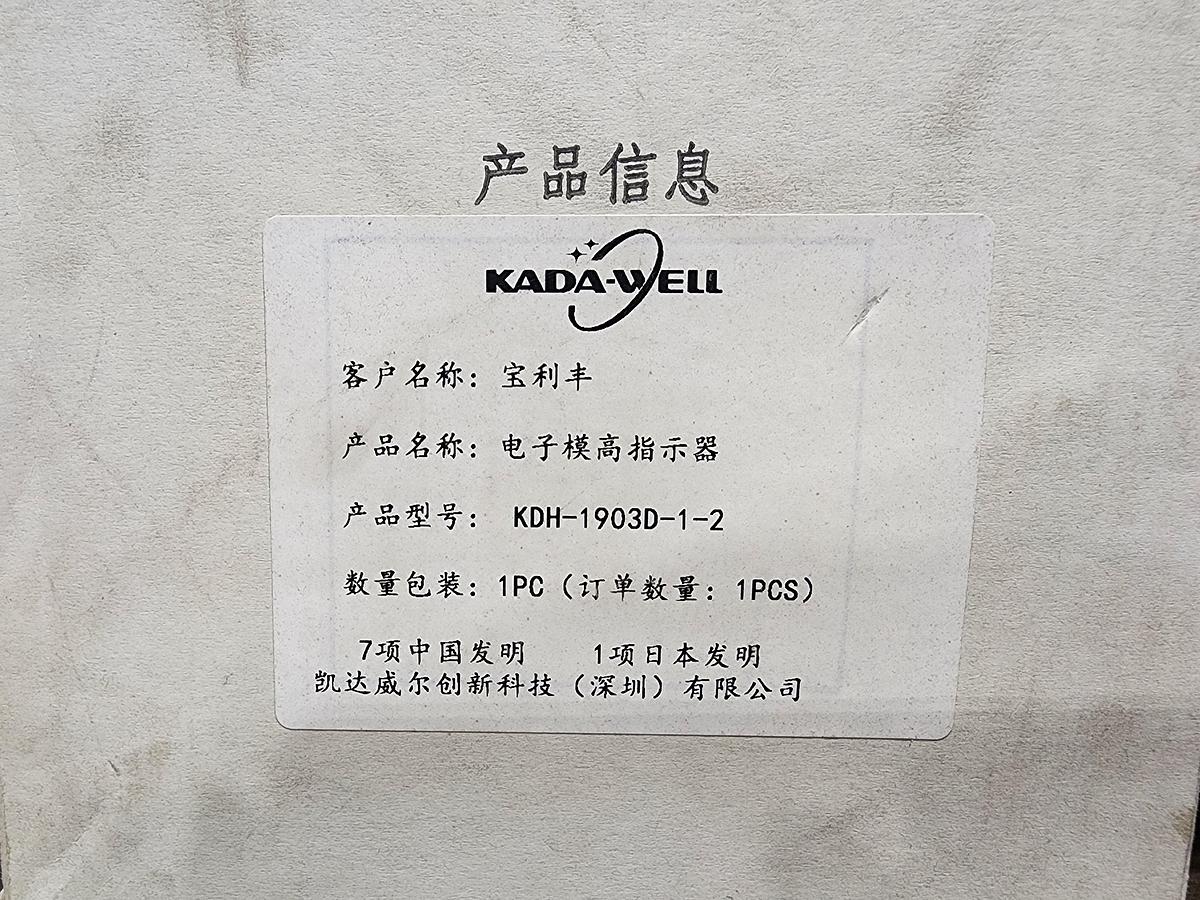 产品信息
KADA-WELL
客户名称：宝利丰
产品名称：电子模高指示器
产品型号： KDH-1903D-1-2
数量包装：1PC（订单数量：1PCS）
7项中国发明 1项日本发明
凯达威尔创新科技（深圳）有限公司